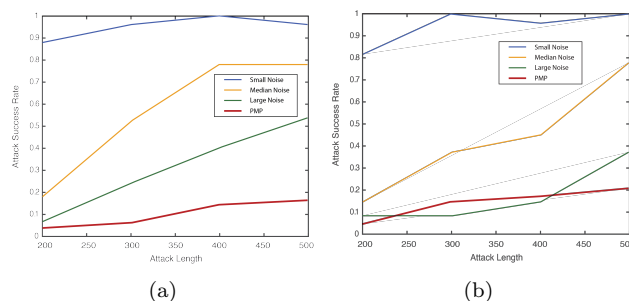 1
0.9
0.8
0.7
0.6
0.5
0.4
0.3
0.2
0.1
0
Attack Success Rate
Small Noise
Median Noise
Large Noise
PMP
200 250 300 350 400 450 500
Attack Length
(a)
1
0.9
0.8
0.7
0.6
0.5
0.4
0.3
0.2
0.1
0
Attack Success Rate
Small Noise
Median Noise
Large Noise
PMP
200 250 300 350 400 450 500
Attack Length
(b)